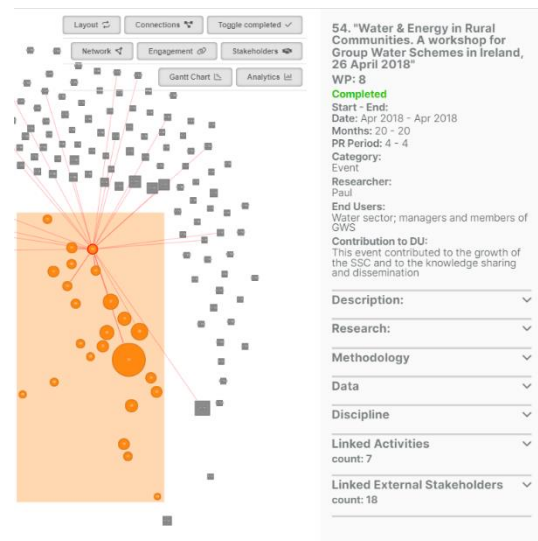 Layout
Connections
Toggle completed
Network
Engagement
Stakeholders
Gantt Chart
Analytics
54. "Water & Energy in Rural
Communities. A workshop for
Group Water Schemes in Ireland,
26 April 2018"
WP: 8
Completed
Start - End:
Date: Apr 2018 - Apr 2018
Months: 20 - 20
PR Period: 4 - 4
Category:
Event
Researcher:
Paul
End Users:
Water sector; managers and members of
GWS
Contribution to DU:
This event contributed to the growth of
the SSC and to the knowledge sharing
and dissemination
Description:
Research:
Methodology
Data
Discipline
Linked Activities
count: 7
Linked External Stakeholders
count: 18